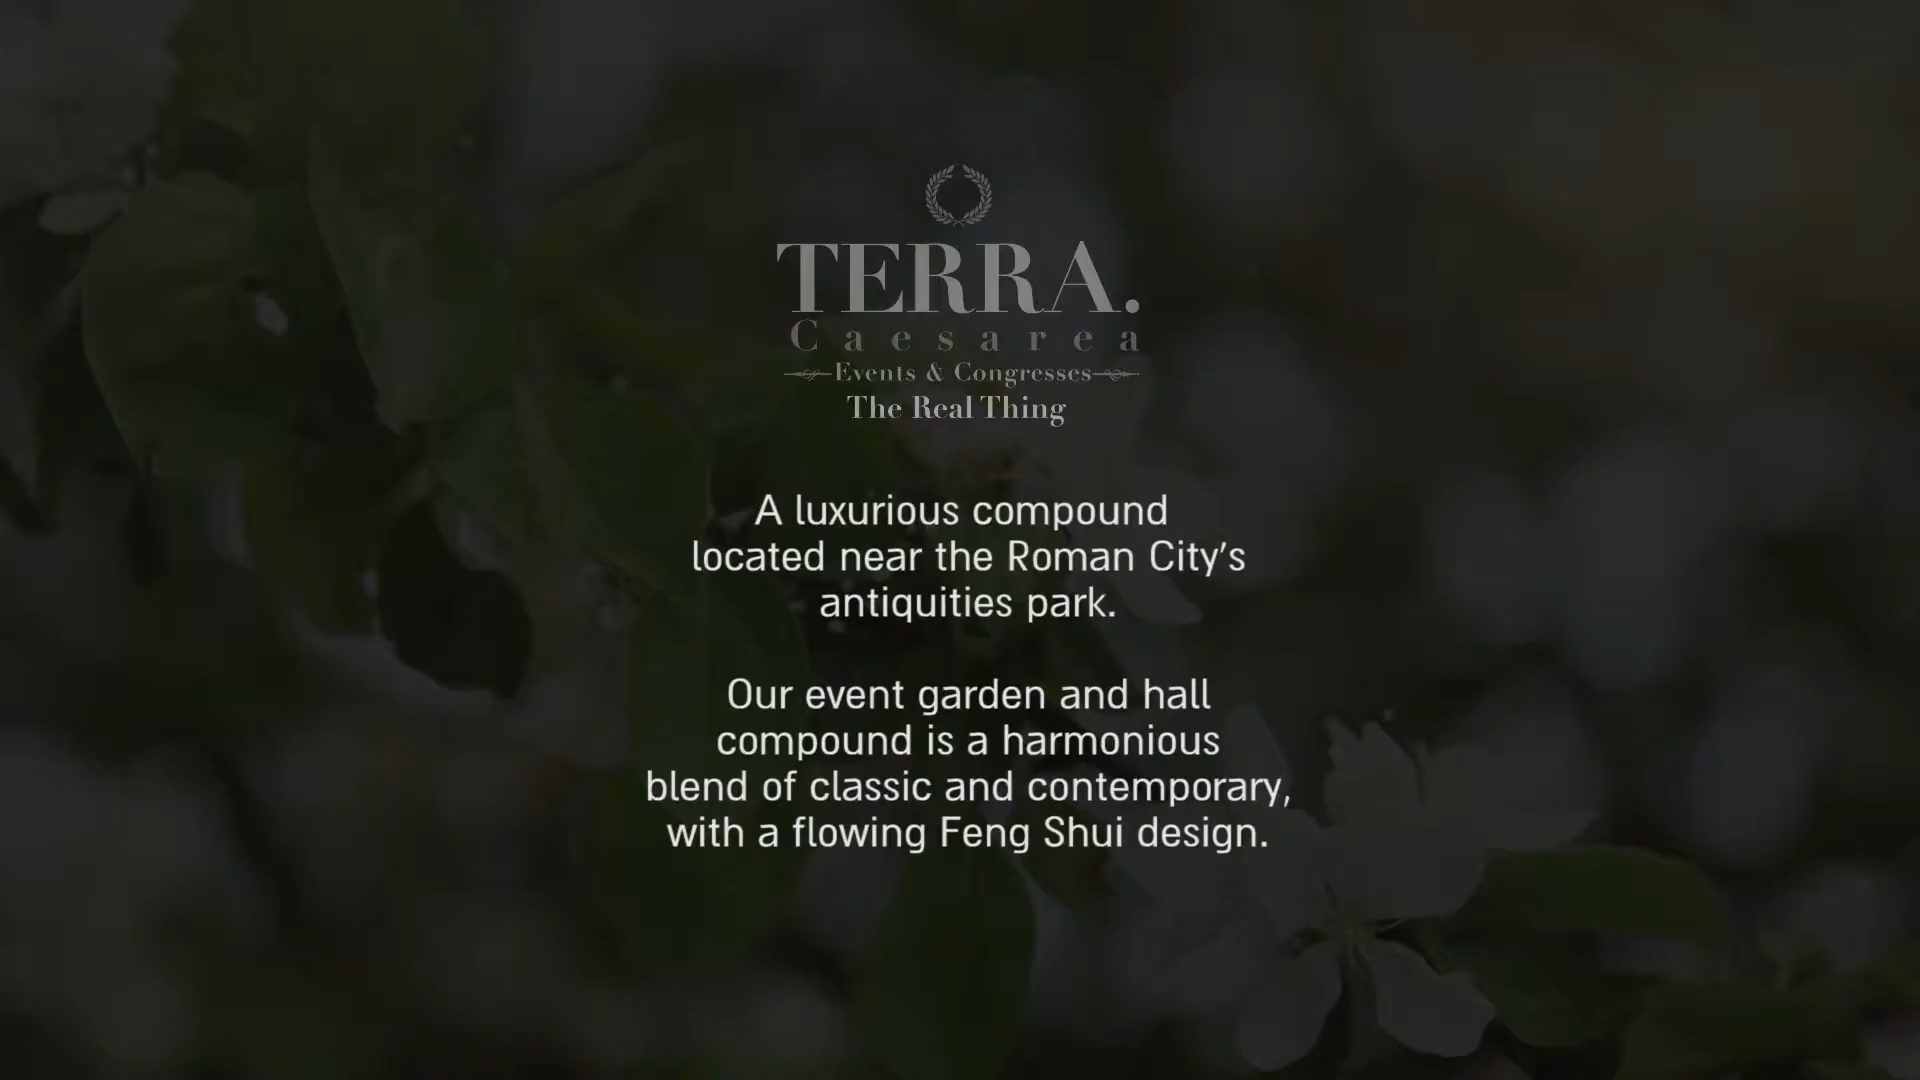 TERRA.
Caesarea
Events & Congresses
The Real Thing
A luxurious compound
located near the Roman City's
antiquities park.
Our event garden and hall
compound is a harmonious
blend of classic and contemporary,
with a flowing Feng Shui design.